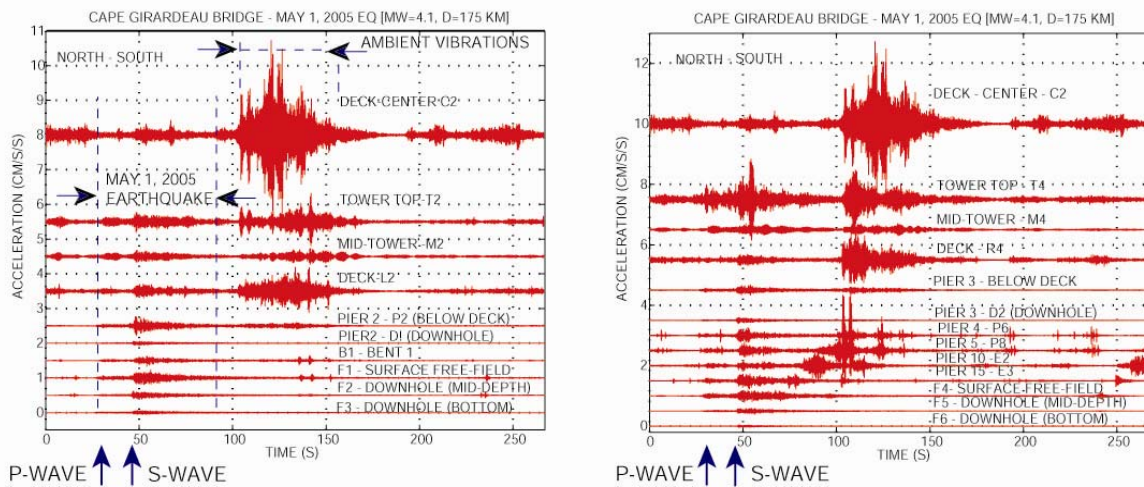 CAPE GIRARDEAU BRIDGE - MAY 1, 2005 EQ [MW=4.1, D=175 KM]
11
10
9
8
7
6
5
4
3
2
1
0
ACCELERATION (CM/S/S)
NORTH - SOUTH
AMBIENT VIBRATIONS
DECK-CENTER-C2
MAY 1, 2005
EARTHQUAKE
TOWER TOP-T2
MID-TOWER-M2
DECK-L2
PIER 2 - P2 (BELOW DECK)
PIER2 - D! (DOWNHOLE)
B1 - BENT 1
F1 - SURFACE FREE-FIELD
F2 - DOWNHOLE (MID-DEPTH)
F3 - DOWNHOLE (BOTTOM)
0 50 100 150 200 250
TIME (S)
P-WAVE S-WAVE
CAPE GIRARDEAU BRIDGE - MAY 1, 2005 EQ [MW=4.1, D=175 KM]
12
10
8
6
4
2
0
ACCELERATION (CM/S/S)
NORTH - SOUTH
DECK - CENTER - C2
TOWER TOP - T4
MID-TOWER - M4
DECK - R4
PIER 3 - BELOW DECK
PIER 3 - D2 (DOWNHOLE)
PIER 4 - P6
PIER 5 - P8
PIER 10 - E2
PIER 15 - E3
F4- SURFACE-FREE-FIELD
F5 - DOWNHOLE (MID-DEPTH)
F6 - DOWNHOLE (BOTTOM)
0 50 100 150 200 250
TIME (S)
P-WAVE S-WAVE